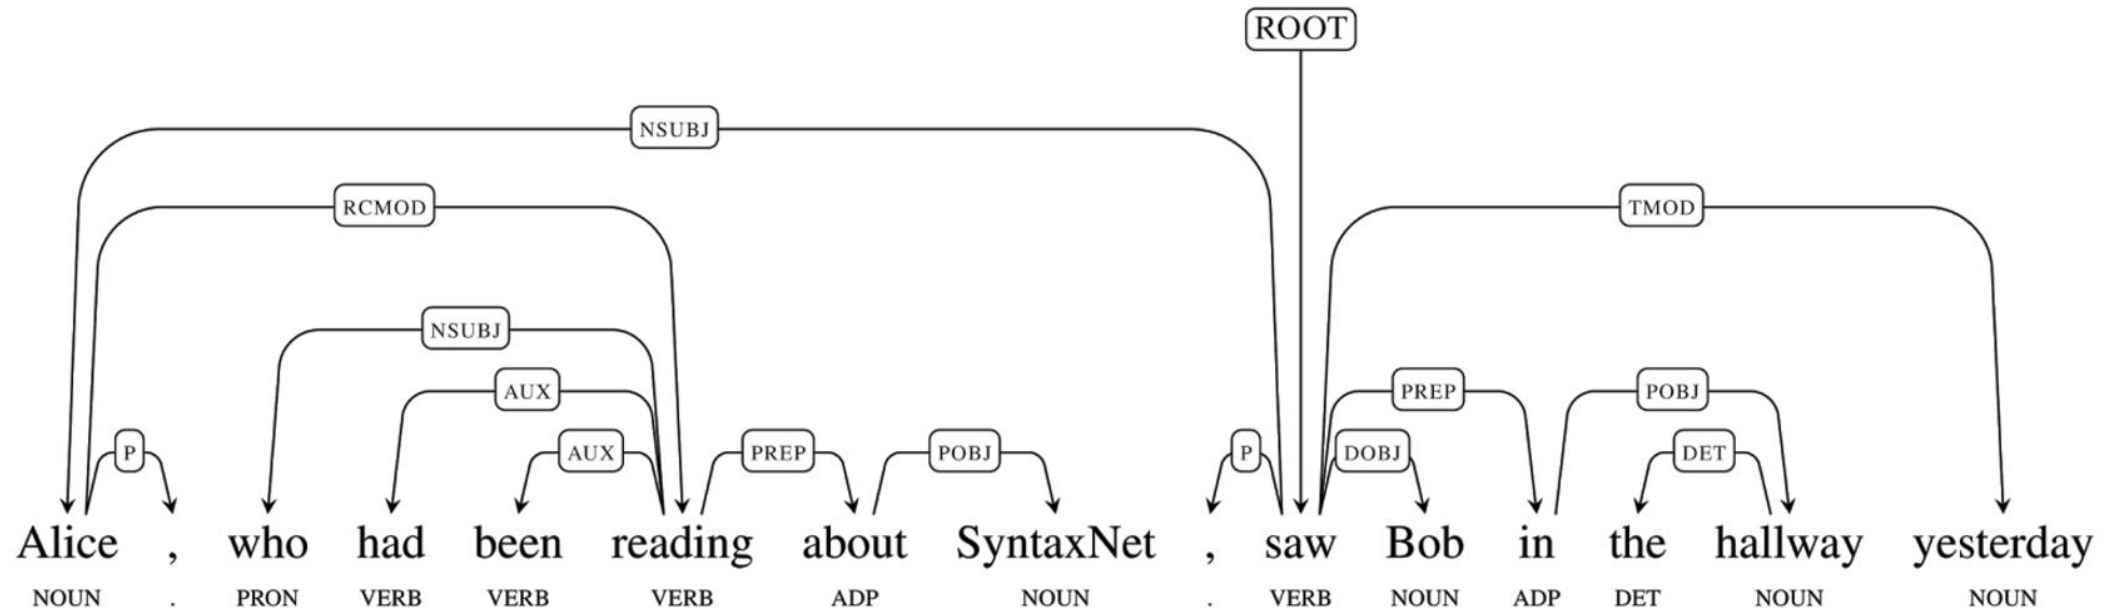 ROOT
NSUBJ
RCMOD TMOD
NSUBJ
AUX PREP POBJ
P AUX PREP POBJ P DOBJ DET
Alice , who had been reading about SyntaxNet , saw Bob in the hallway yesterday
NOUN . PRON VERB VERB VERB ADP NOUN . VERB NOUN ADP DET NOUN NOUN